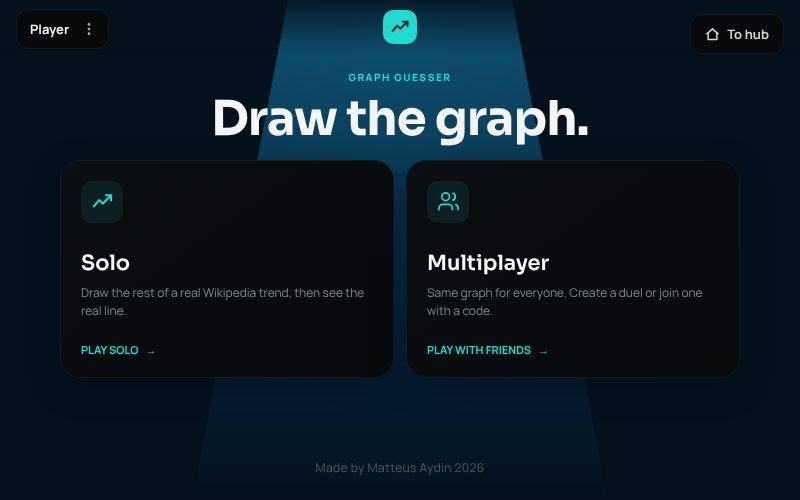 Player
To hub
GRAPH GUESSER
Draw the graph.
Solo
Draw the rest of a real Wikipedia trend, then see the
real line.
PLAY SOLO →
Multiplayer
Same graph for everyone. Create a duel or join one
with a code.
PLAY WITH FRIENDS →
Made by Matteus Aydin 2026